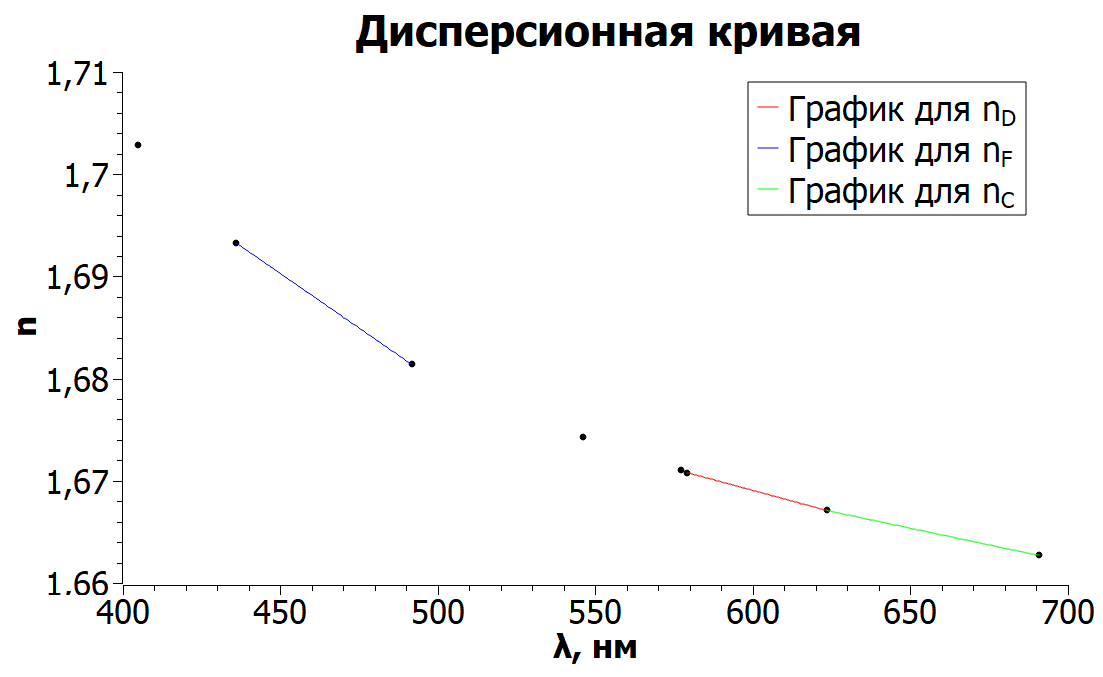 Дисперсионная кривая
График для nD
График для nF
График для nC
1,71
1,7
1,69
1,68
1,67
1,66
n
400 450 500 550 600 650 700
λ, нм